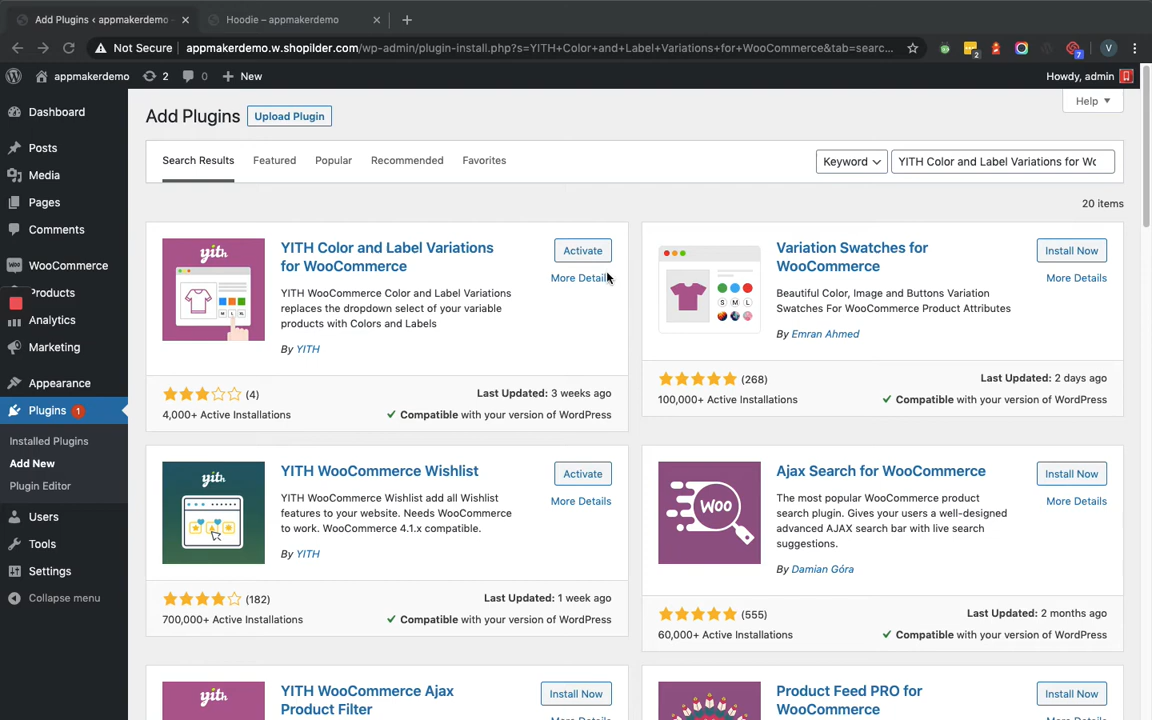 Add Plugins ‹ appmakerdemo
Hoodie – appmakerdemo
Not Secure
appmakerdemo.w.shopilder.com/wp-admin/plugin-install.php?s=YITH+Color+and+Label+Variations+for+WooCommerce&tab=searc...
2
7
V
appmakerdemo
2
0
New
Howdy, admin
Dashboard
Posts
Media
Pages
Comments
WooCommerce
Products
Analytics
Marketing
Appearance
Plugins 1
Installed Plugins
Add New
Plugin Editor
Users
Tools
Settings
Collapse menu
Add Plugins
Upload Plugin
Help
Search Results
Featured
Popular
Recommended
Favorites
Keyword
YITH Color and Label Variations for Wc
20 items
yith
M L XL
YITH Color and Label Variations
for WooCommerce
Activate
More Details
YITH WooCommerce Color and Label Variations
replaces the dropdown select of your variable
products with Colors and Labels
By YITH
(4)
4,000+ Active Installations
Last Updated: 3 weeks ago
Compatible with your version of WordPress
S M L
Variation Swatches for
WooCommerce
Install Now
More Details
Beautiful Color, Image and Buttons Variation
Swatches For WooCommerce Product Attributes
By Emran Ahmed
(268)
100,000+ Active Installations
Last Updated: 2 days ago
Compatible with your version of WordPress
yith
YITH WooCommerce Wishlist
Activate
More Details
YITH WooCommerce Wishlist add all Wishlist
features to your website. Needs WooCommerce
to work. WooCommerce 4.1.x compatible.
By YITH
(182)
700,000+ Active Installations
Last Updated: 1 week ago
Compatible with your version of WordPress
Woo
Ajax Search for WooCommerce
Install Now
More Details
The most popular WooCommerce product
search plugin. Gives your users a well-designed
advanced AJAX search bar with live search
suggestions.
By Damian Góra
(555)
60,000+ Active Installations
Last Updated: 2 months ago
Compatible with your version of WordPress
yith
YITH WooCommerce Ajax
Product Filter
Install Now
More Details
Product Feed PRO for
WooCommerce
Install Now
More Details